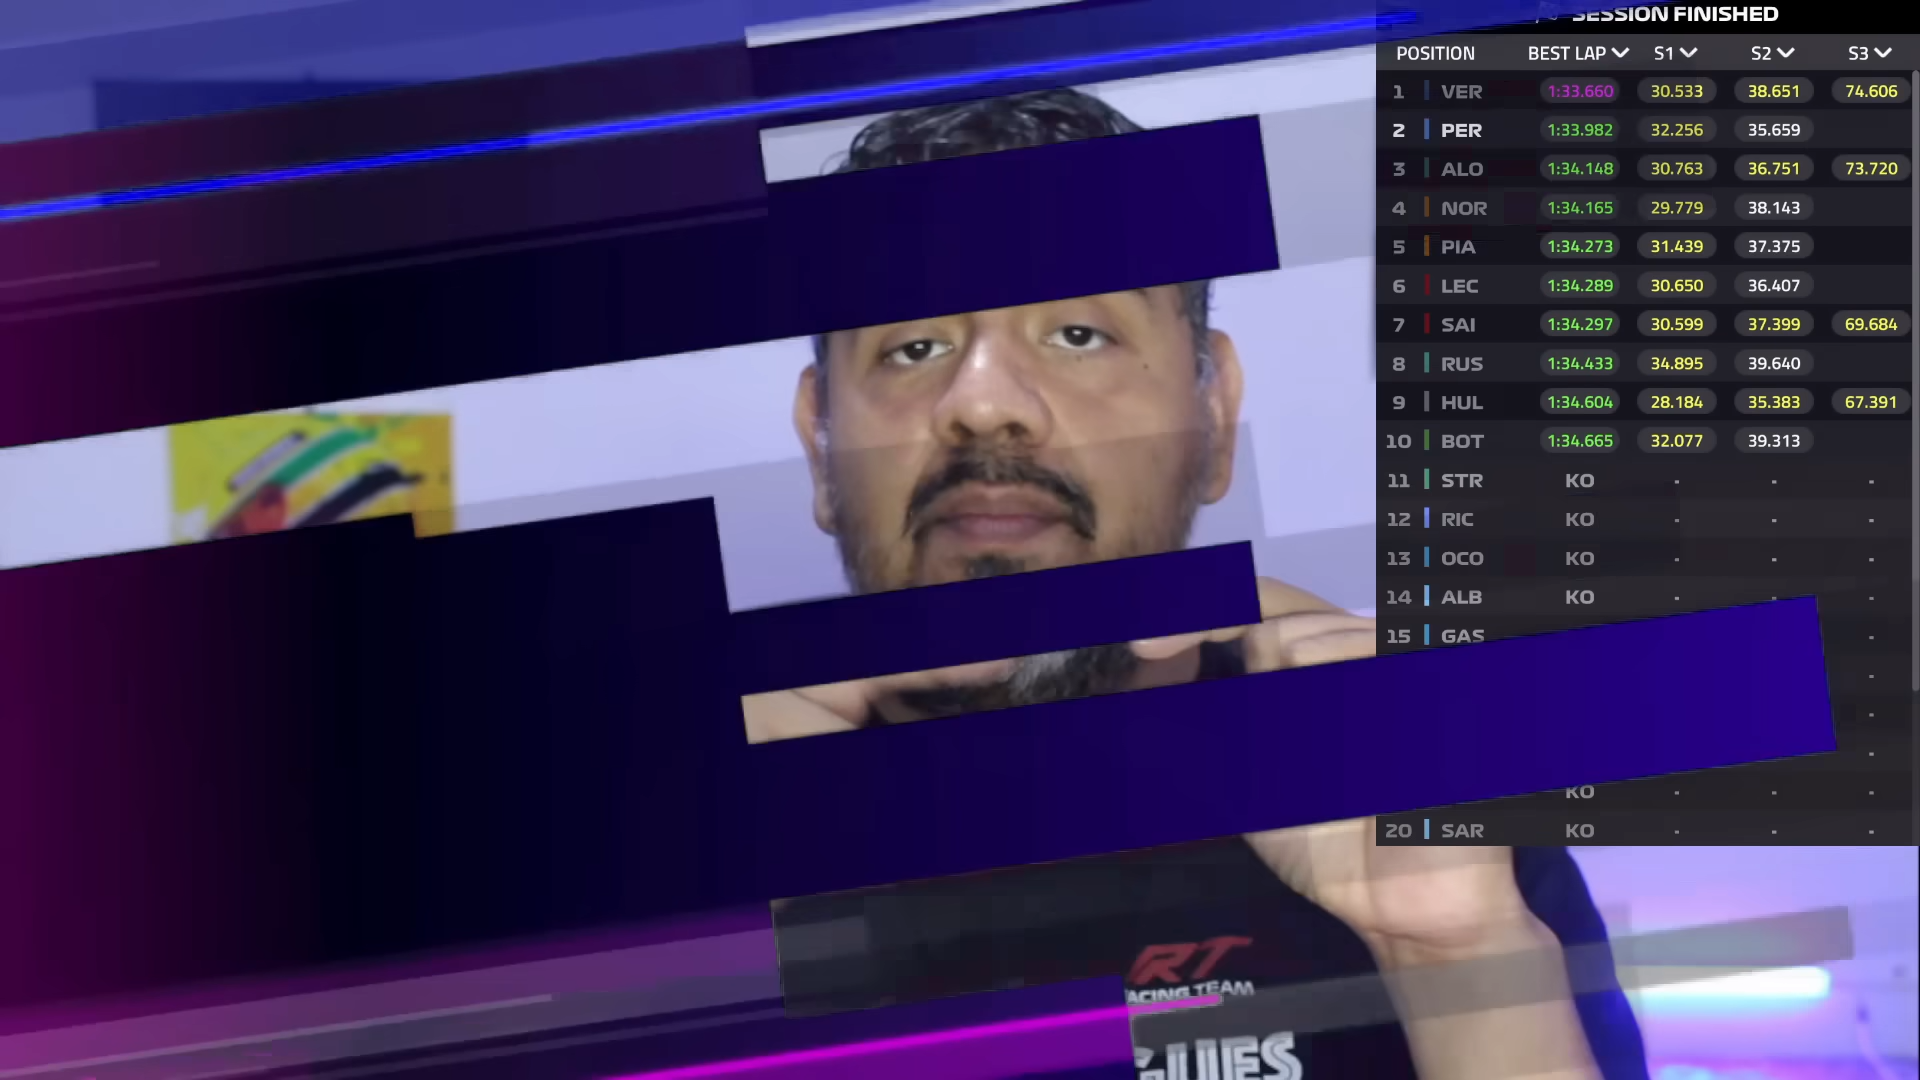 SESSION FINISHED
POSITION BEST LAP S1 S2 S3
1 VER 1:33.660 30.533 38.651 74.606
2 PER 1:33.982 32.256 35.659
3 ALO 1:34.148 30.763 36.751 73.720
4 NOR 1:34.165 29.779 38.143
5 PIA 1:34.273 31.439 37.375
6 LEC 1:34.289 30.650 36.407
7 SAI 1:34.297 30.599 37.399 69.684
8 RUS 1:34.433 34.895 39.640
9 HUL 1:34.604 28.184 35.383 67.391
10 BOT 1:34.665 32.077 39.313
11 STR KO - - -
12 RIC KO - - -
13 OCO KO - - -
14 ALB KO - - -
15 GAS -
-
-
-
KO - - -
20 SAR KO - - -
RT
ACING TEAM
GUES